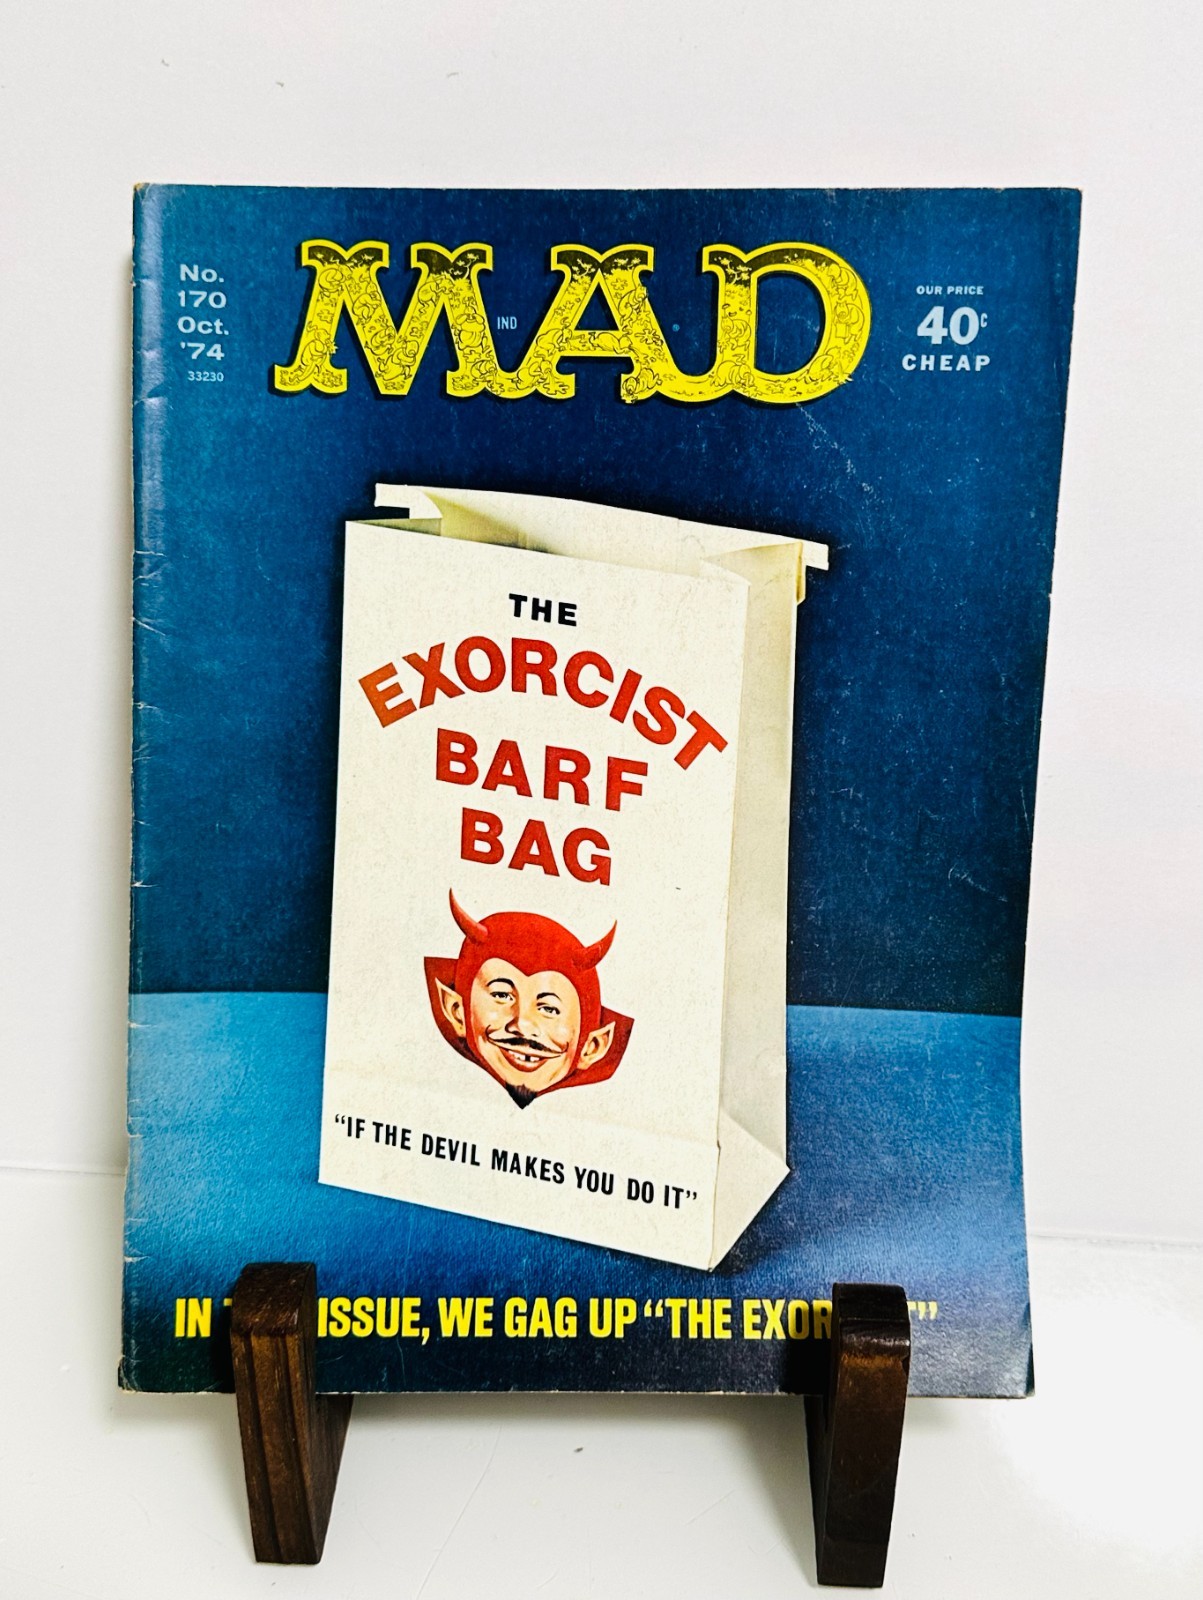 No.
170
Oct.
'74
33230
MAD
IND
OUR PRICE
40¢
CHEAP
THE
EXORCIST
BARF
BAG
"IF THE DEVIL MAKES YOU DO IT"
IN ISSUE, WE GAG UP "THE